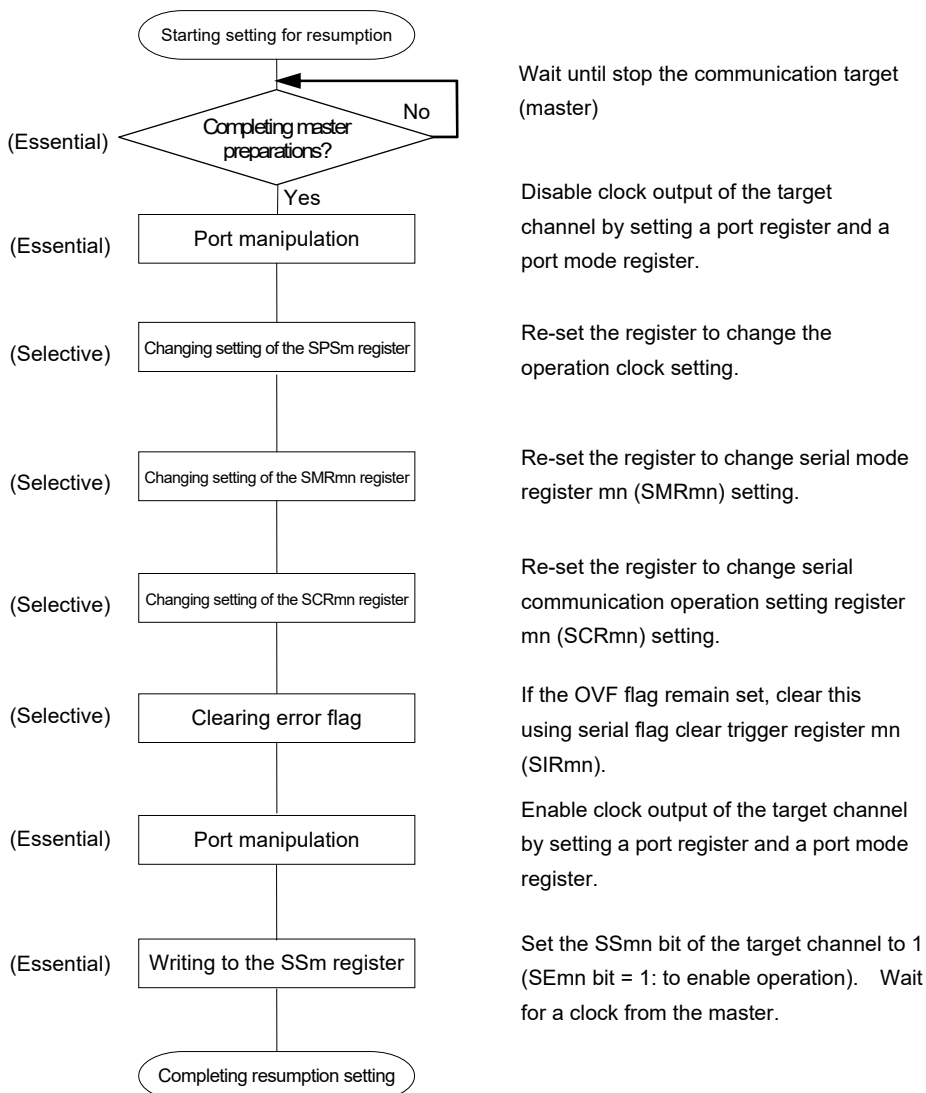 Starting setting for resumption
Wait until stop the communication target
(master)
No
(Essential)
Completing master
preparations?
Yes
Disable clock output of the target
channel by setting a port register and a
port mode register.
(Essential)
Port manipulation
Re-set the register to change the
operation clock setting.
(Selective)
Changing setting of the SPSm register
Re-set the register to change serial mode
register mn (SMRmn) setting.
(Selective)
Changing setting of the SMRmn register
Re-set the register to change serial
communication operation setting register
mn (SCRmn) setting.
(Selective)
Changing setting of the SCRmn register
If the OVF flag remain set, clear this
using serial flag clear trigger register mn
(SIRmn).
(Selective)
Clearing error flag
Enable clock output of the target channel
by setting a port register and a port mode
register.
(Essential)
Port manipulation
Set the SSmn bit of the target channel to 1
(SEmn bit = 1: to enable operation). Wait
for a clock from the master.
(Essential)
Writing to the SSm register
Completing resumption setting